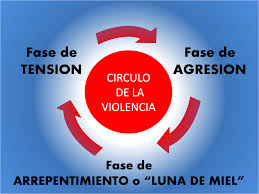 Fase de
TENSION
Fase de
AGRESION
CIRCULO
DE LA
VIOLENCIA
Fase de
ARREPENTIMIENTO o "LUNA DE MIEL"